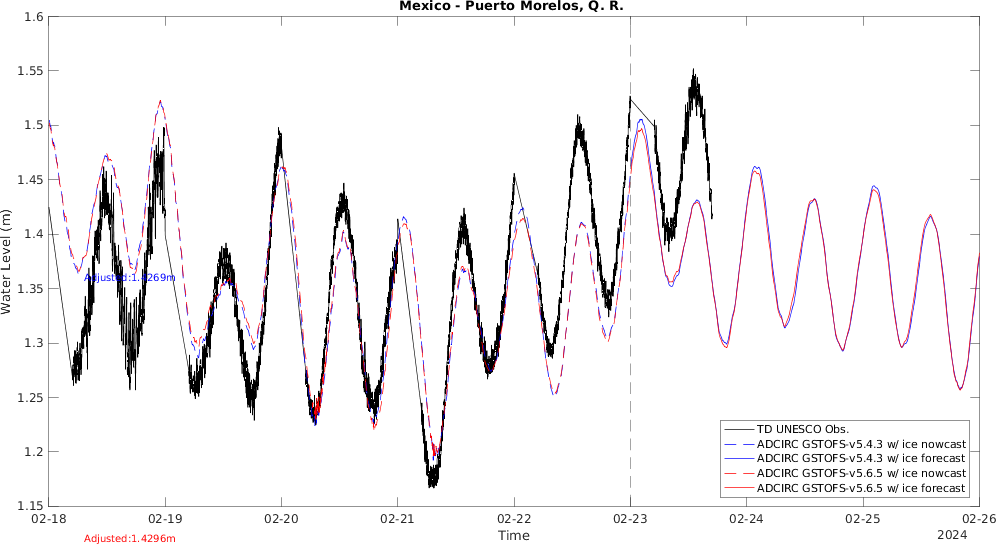 Mexico - Puerto Morelos, Q. R.
1.6
1.55
1.5
1.45
1.4
1.35
1.3
1.25
1.2
1.15
Water Level (m)
Adjusted:1.4269m
TD UNESCO Obs.
ADCIRC GSTOFS-v5.4.3 w/ ice nowcast
ADCIRC GSTOFS-v5.4.3 w/ ice forecast
ADCIRC GSTOFS-v5.6.5 w/ ice nowcast
ADCIRC GSTOFS-v5.6.5 w/ ice forecast
02-18 02-19 02-20 02-21 02-22 02-23 02-24 02-25 02-26
Time
2024
Adjusted:1.4296m